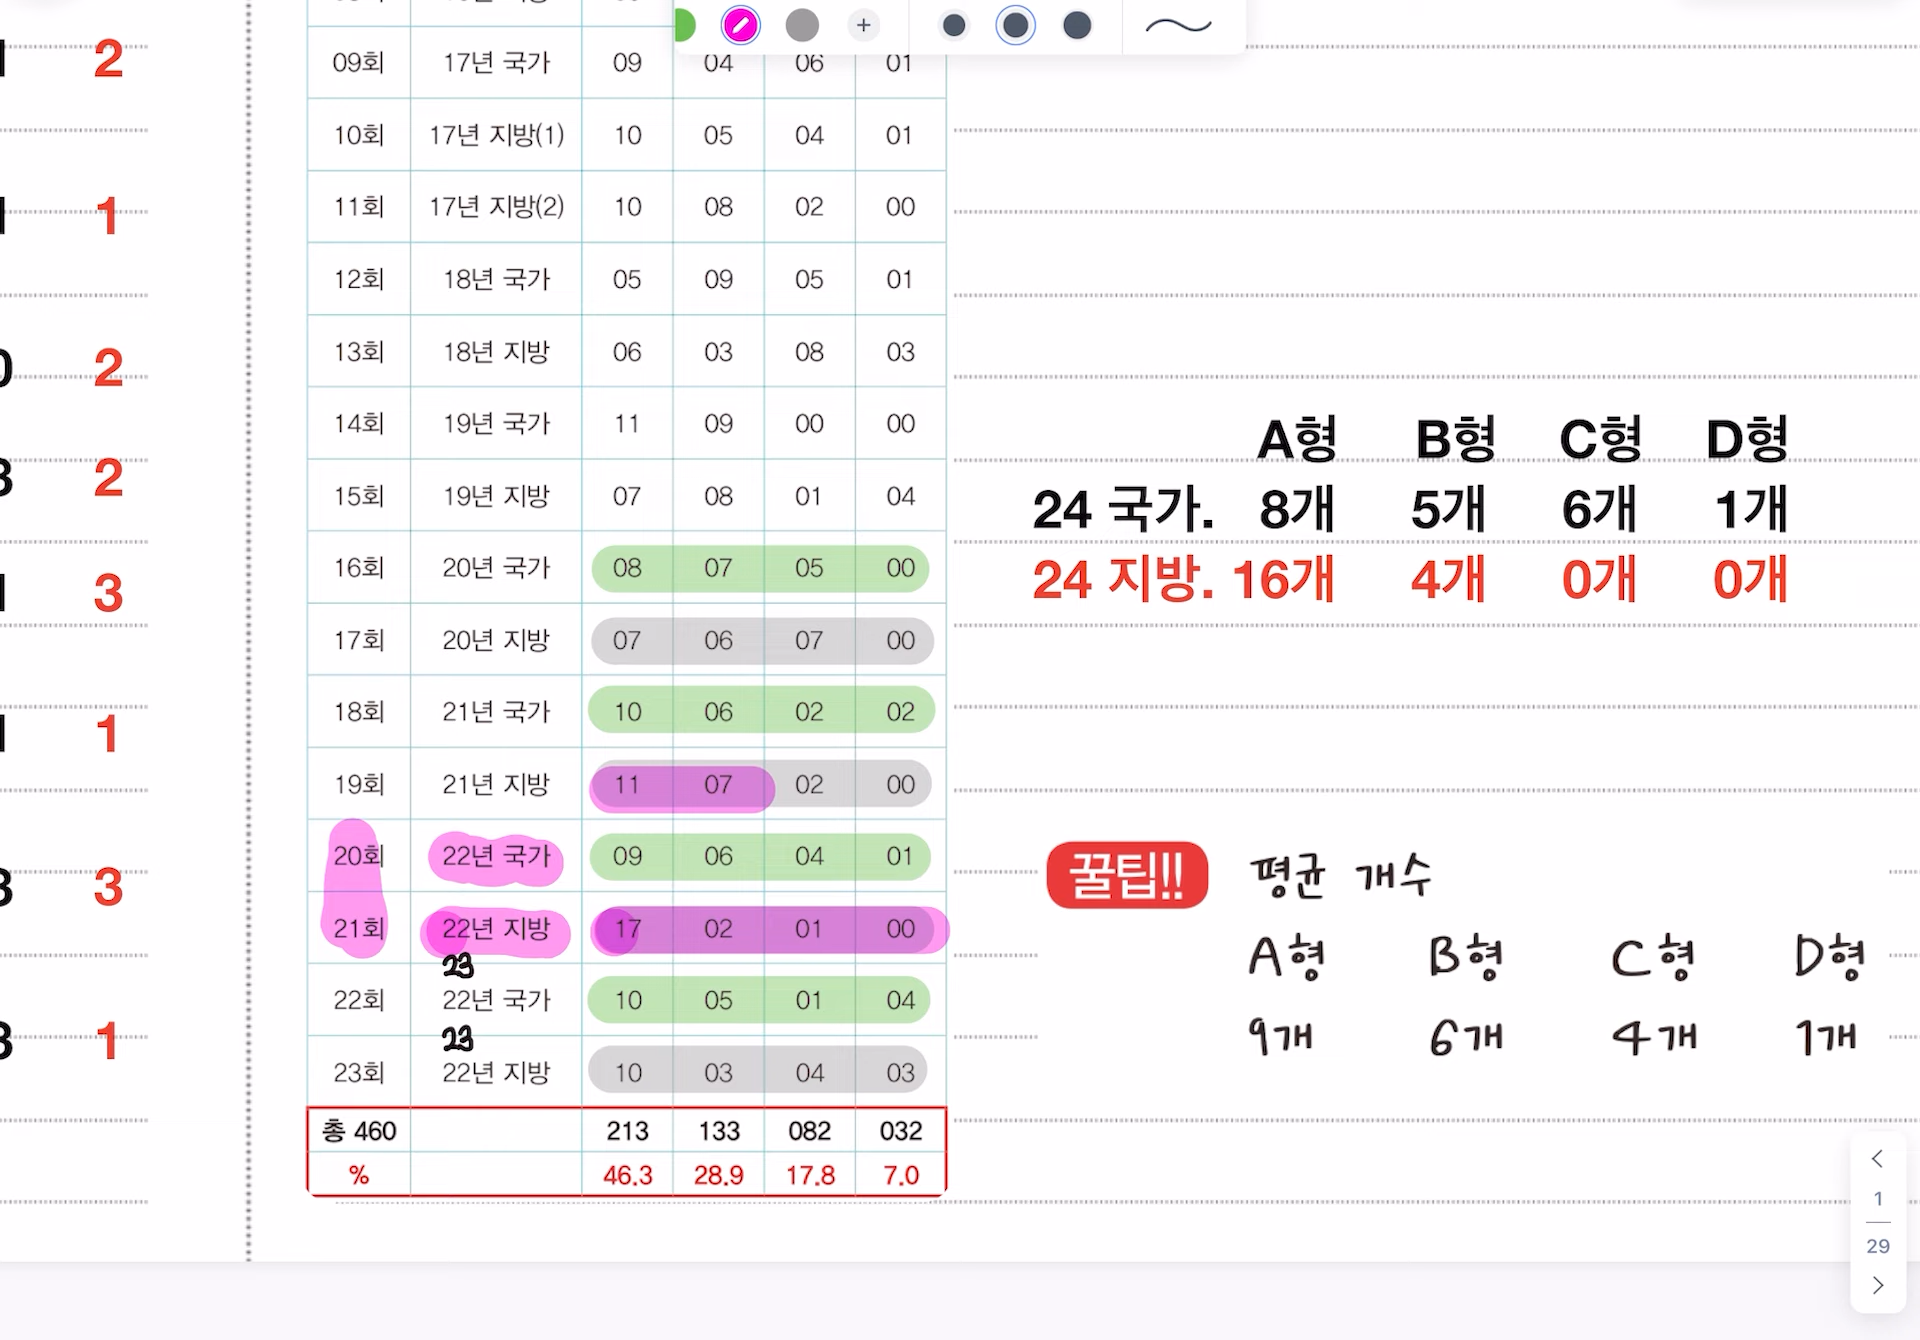 2
1
2
2
3
1
3
1
09회 17년 국가 09 04 06 01
10회 17년 지방(1) 10 05 04 01
11회 17년 지방(2) 10 08 02 00
12회 18년 국가 05 09 05 01
13회 18년 지방 06 03 08 03
14회 19년 국가 11 09 00 00
15회 19년 지방 07 08 01 04
16회 20년 국가 08 07 05 00
17회 20년 지방 07 06 07 00
18회 21년 국가 10 06 02 02
19회 21년 지방 11 07 02 00
20회 22년 국가 09 06 04 01
21회 22년 지방 17 02 01 00
23
22회 22년 국가 10 05 01 04
23
23회 22년 지방 10 03 04 03
총 460 213 133 082 032
% 46.3 28.9 17.8 7.0
A형 B형 C형 D형
24 국가. 8개 5개 6개 1개
24 지방. 16개 4개 0개 0개
꿀팁!! 평균 개수
A형 B형 C형 D형
9개 6개 4개 1개
1
29